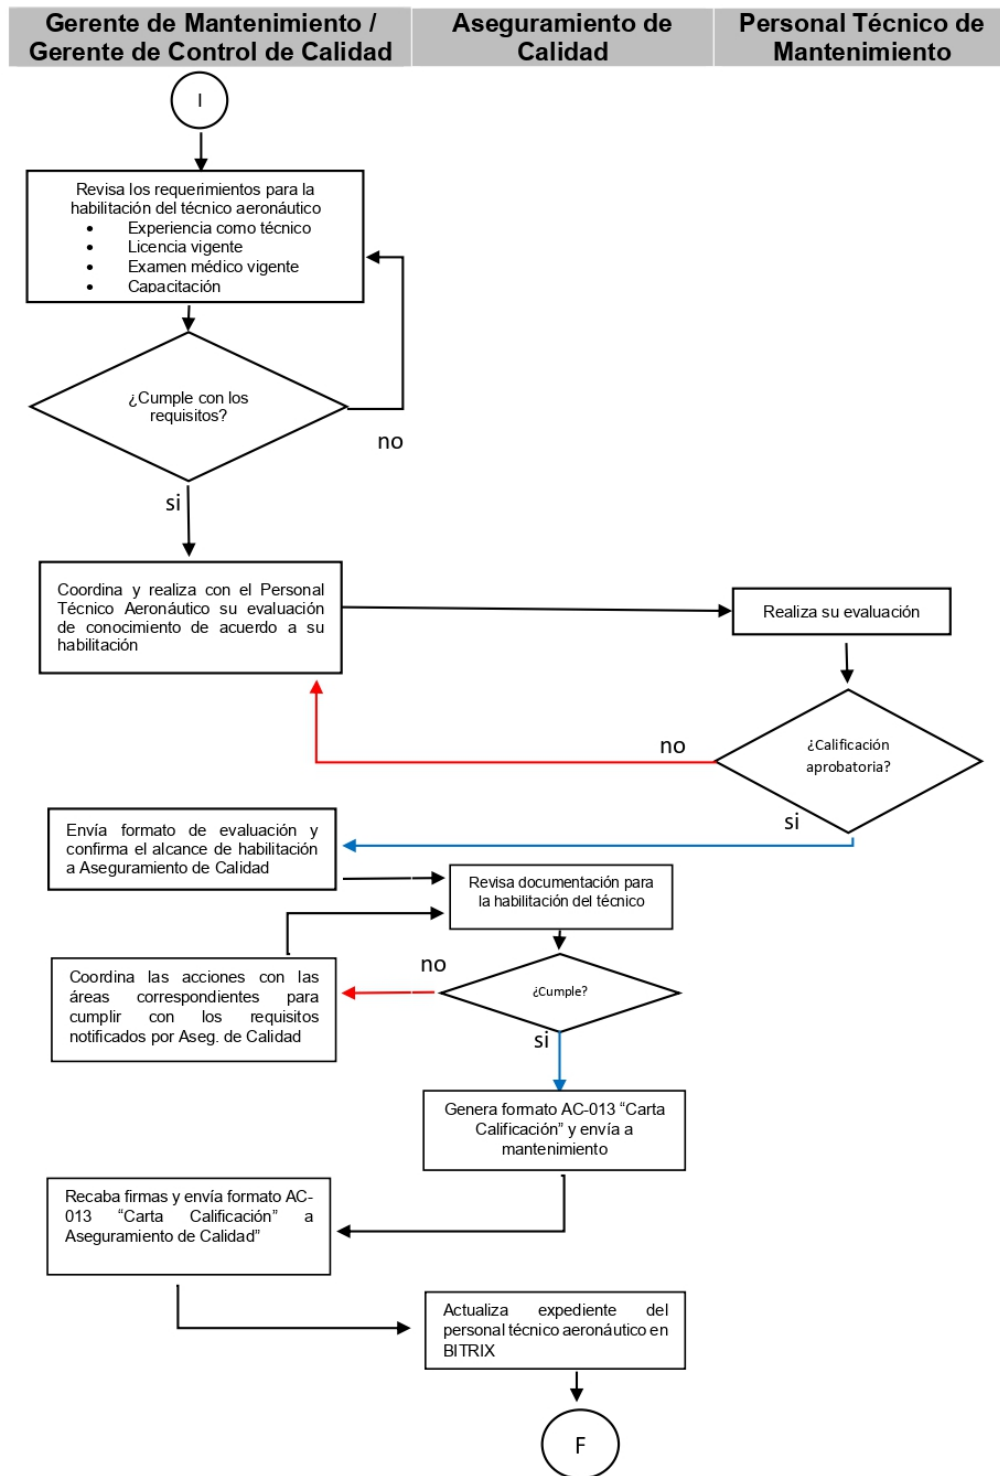 Gerente de Mantenimiento /
Gerente de Control de Calidad
Aseguramiento de
Calidad
Personal Técnico de
Mantenimiento
I
Revisa los requerimientos para la
habilitación del técnico aeronáutico
• Experiencia como técnico
• Licencia vigente
• Examen médico vigente
• Capacitación
¿Cumple con los
requisitos?
no
si
Coordina y realiza con el Personal
Técnico Aeronáutico su evaluación
de conocimiento de acuerdo a su
habilitación
Realiza su evaluación
¿Calificación
aprobatoria?
no
si
Envía formato de evaluación y
confirma el alcance de habilitación
a Aseguramiento de Calidad
Revisa documentación para
la habilitación del técnico
¿Cumple?
no
Coordina las acciones con las
áreas correspondientes para
cumplir con los requisitos
notificados por Aseg. de Calidad
si
Genera formato AC-013 “Carta
Calificación” y envía a
mantenimiento
Recaba firmas y envía formato AC-
013 “Carta Calificación” a
Aseguramiento de Calidad”
Actualiza expediente del
personal técnico aeronáutico en
BITRIX
F